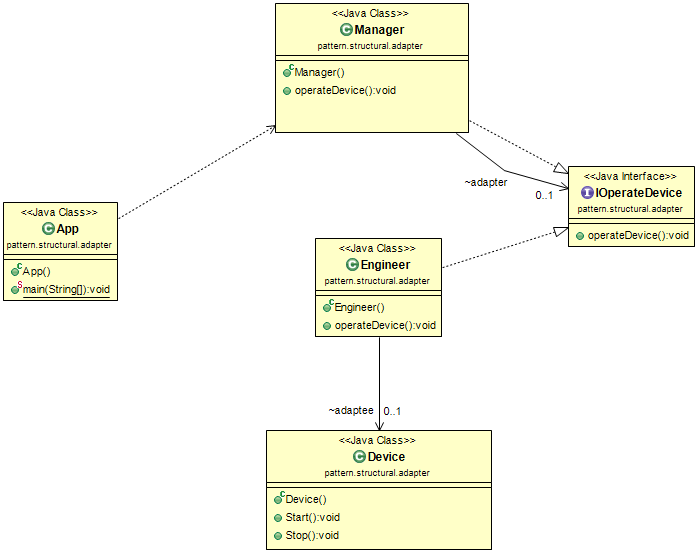 <<Java Class>>
C Manager
pattern.structural.adapter
c Manager()
operateDevice():void
~adapter
0..1
<<Java Interface>>
I IOperateDevice
pattern.structural.adapter
operateDevice():void
<<Java Class>>
C App
pattern.structural.adapter
c App()
S main(String[]):void
<<Java Class>>
C Engineer
pattern.structural.adapter
c Engineer()
operateDevice():void
~adaptee
0..1
<<Java Class>>
C Device
pattern.structural.adapter
c Device()
Start():void
Stop():void